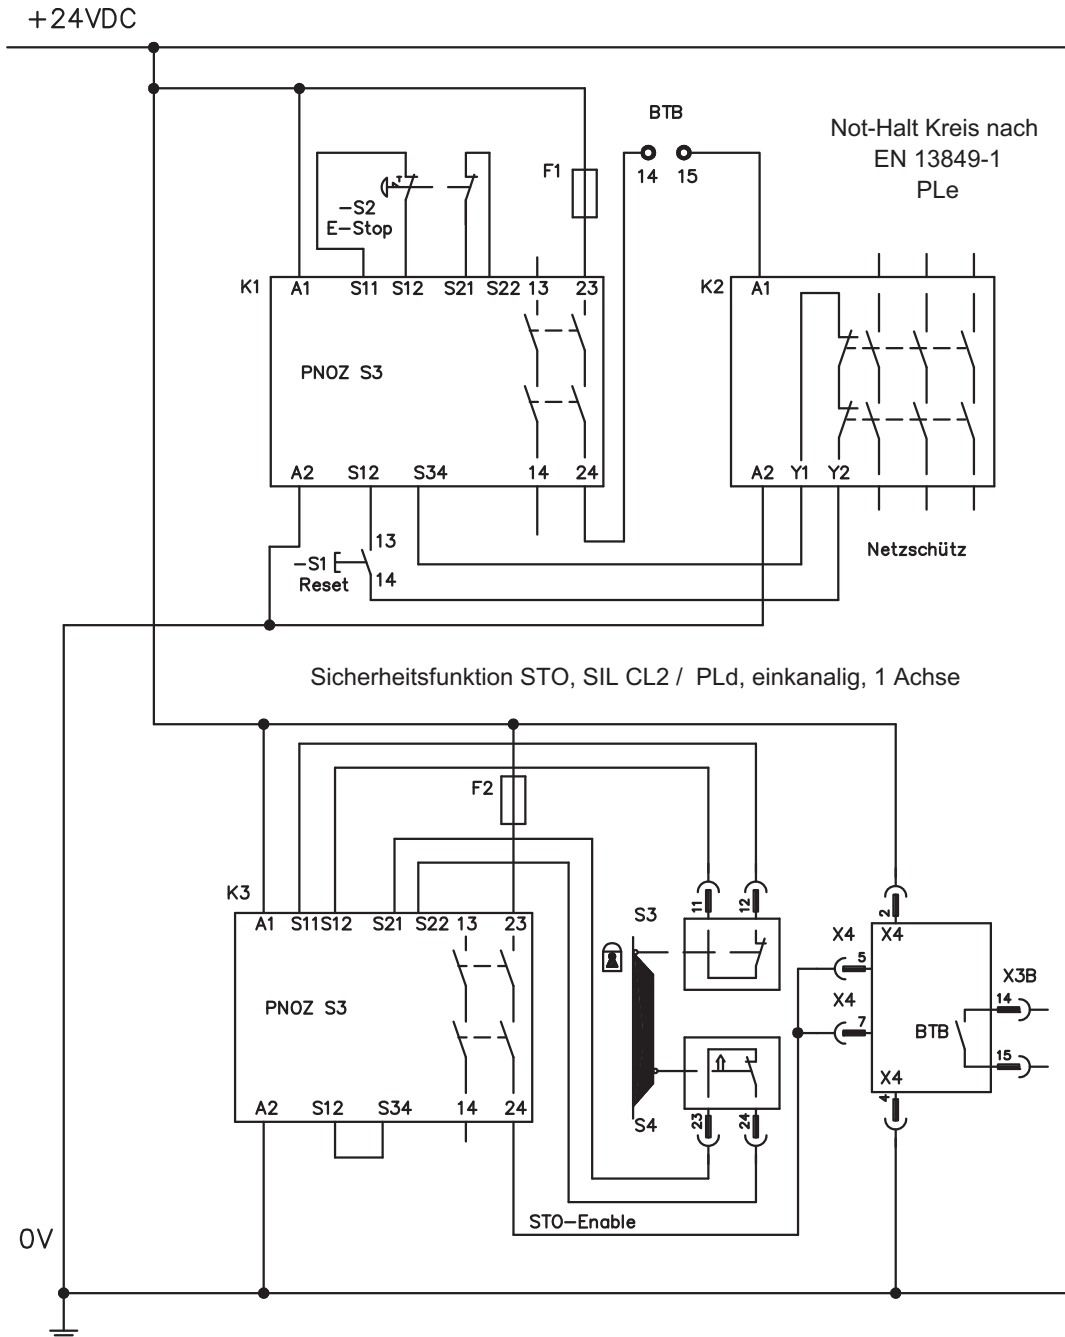 +24VDC
BTB
Not-Halt Kreis nach
EN 13849-1
PLe
F1
14 15
-S2
E-Stop
K1
A1 S11 S12 S21 S22 13 23
K2
A1
PNOZ S3
A2 S12 S34 14 24
A2 Y1 Y2
13
-S1
Reset
14
Netzschütz
Sicherheitsfunktion STO, SIL CL2 / PLd, einkanalig, 1 Achse
F2
K3
11 12
S3
2
A1 S11 S12 S21 S22 13 23
X4
X4
5
X3B
14
X4
7
PNOZ S3
BTB
15
X4
4
A2 S12 S34 14 24
S4
23 24
STO-Enable
0V